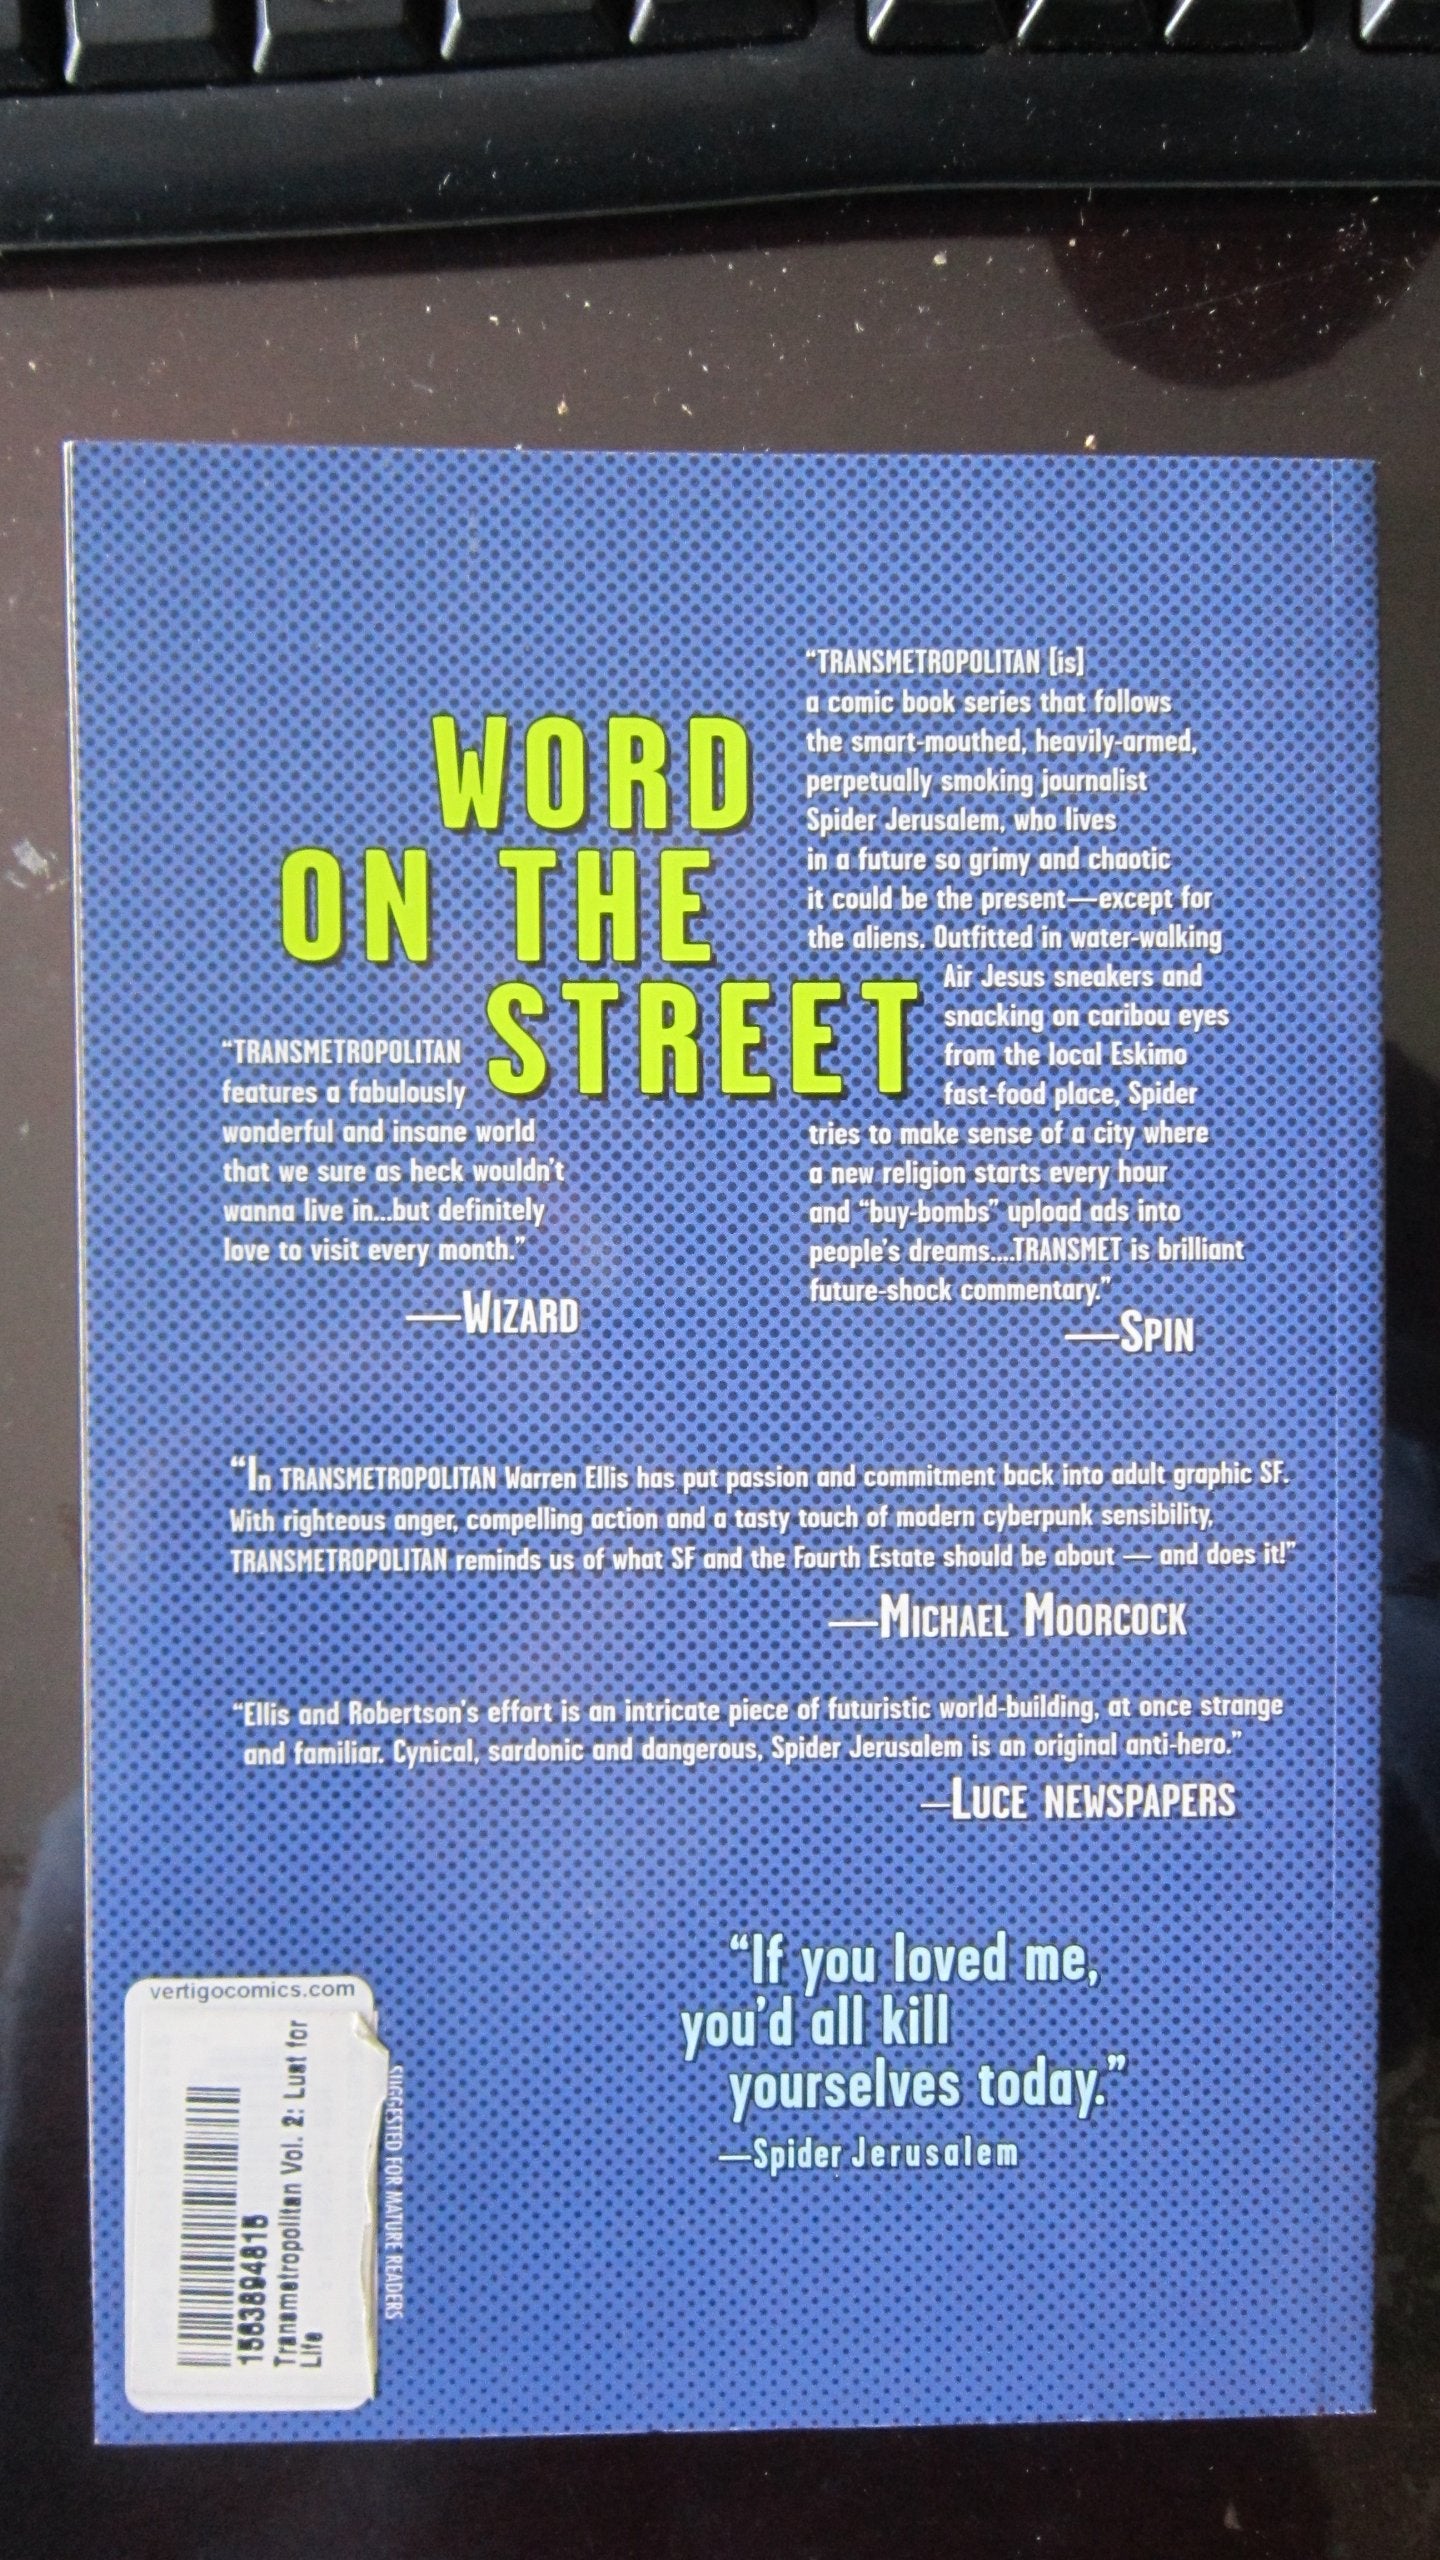 WORD
ON THE
STREET
“TRANSMETROPOLITAN
features a fabulously
wonderful and insane world
that we sure as heck wouldn’t
wanna live in...but definitely
love to visit every month.”
—WIZARD
“TRANSMETROPOLITAN [is]
a comic book series that follows
the smart-mouthed, heavily-armed,
perpetually smoking journalist
Spider Jerusalem, who lives
in a future so grimy and chaotic
it could be the present—except for
the aliens. Outfitted in water-walking
Air Jesus sneakers and
snacking on caribou eyes
from the local Eskimo
fast-food place, Spider
tries to make sense of a city where
a new religion starts every hour
and “buy-bombs” upload ads into
people’s dreams....TRANSMET is brilliant
future-shock commentary.”
—SPIN
“In TRANSMETROPOLITAN Warren Ellis has put passion and commitment back into adult graphic SF.
With righteous anger, compelling action and a tasty touch of modern cyberpunk sensibility,
TRANSMETROPOLITAN reminds us of what SF and the Fourth Estate should be about — and does it!”
—MICHAEL MOORCOCK
“Ellis and Robertson’s effort is an intricate piece of futuristic world-building, at once strange
and familiar. Cynical, sardonic and dangerous, Spider Jerusalem is an original anti-hero.”
—LUCE NEWSPAPERS
“If you loved me,
you’d all kill
yourselves today.”
—Spider Jerusalem
vertigocomics.com
1563894815
Transmetropolitan Vol. 2: Lust for
Life
SUGGESTED FOR MATURE READERS